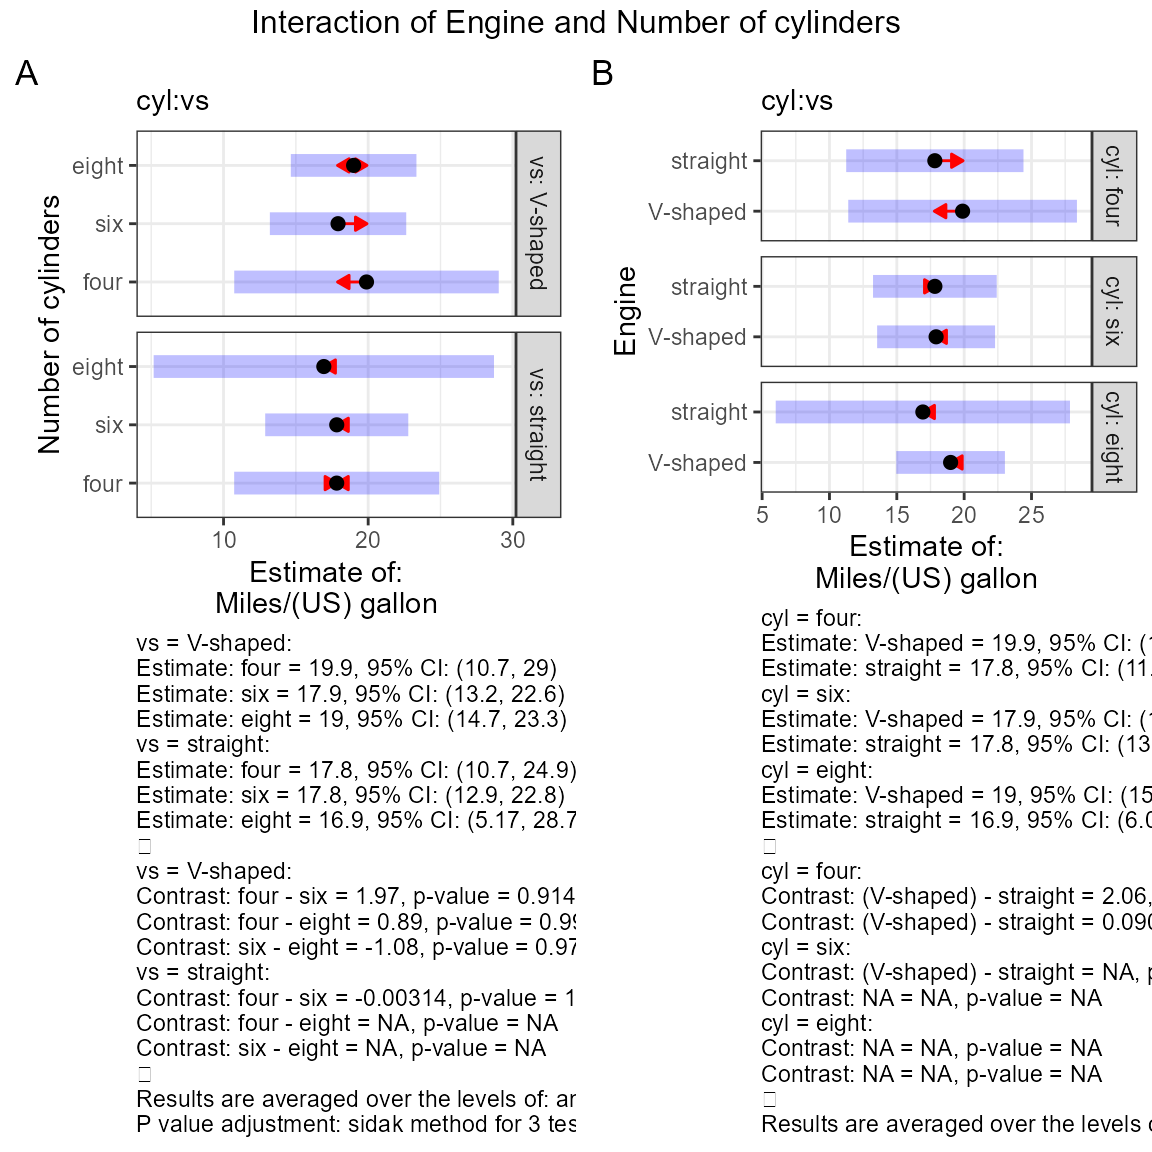 Interaction of Engine and Number of cylinders
A
cyl:vs
Number of cylinders
eight
six
four
vs: V-shaped
eight
six
four
vs: straight
10 20 30
Estimate of:
Miles/(US) gallon
vs = V-shaped:
Estimate: four = 19.9, 95% CI: (10.7, 29)
Estimate: six = 17.9, 95% CI: (13.2, 22.6)
Estimate: eight = 19, 95% CI: (14.7, 23.3)
vs = straight:
Estimate: four = 17.8, 95% CI: (10.7, 24.9)
Estimate: six = 17.8, 95% CI: (12.9, 22.8)
Estimate: eight = 16.9, 95% CI: (5.17, 28.7
vs = V-shaped:
Contrast: four - six = 1.97, p-value = 0.914
Contrast: four - eight = 0.89, p-value = 0.99
Contrast: six - eight = -1.08, p-value = 0.97
vs = straight:
Contrast: four - six = -0.00314, p-value = 1
Contrast: four - eight = NA, p-value = NA
Contrast: six - eight = NA, p-value = NA
Results are averaged over the levels of:
P value adjustment: sidak method for 3
B
cyl:vs
Engine
straight
V-shaped
cyl: four
straight
V-shaped
cyl: six
straight
V-shaped
cyl: eight
5 10 15 20 25
Estimate of:
Miles/(US) gallon
cyl = four:
Estimate: V-shaped = 19.9, 95% CI: (1
Estimate: straight = 17.8, 95% CI: (11.
cyl = six:
Estimate: V-shaped = 17.9, 95% CI: (1
Estimate: straight = 17.8, 95% CI: (13
cyl = eight:
Estimate: V-shaped = 19, 95% CI: (15
Estimate: straight = 16.9, 95% CI: (6.0
cyl = four:
Contrast: (V-shaped) - straight = 2.06,
Contrast: (V-shaped) - straight = 0.090
cyl = six:
Contrast: (V-shaped) - straight = NA, p
Contrast: NA = NA, p-value = NA
cyl = eight:
Contrast: NA = NA, p-value = NA
Contrast: NA = NA, p-value = NA
Results are averaged over the levels